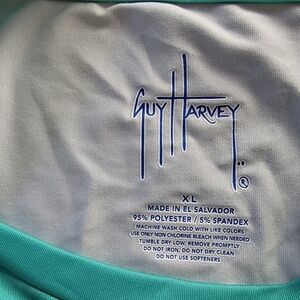 GUY HARVEY
®
XL
MADE IN EL SALVADOR
95% POLYESTER / 5% SPANDEX
MACHINE WASH COLD WITH LIKE COLORS
USE ONLY NON CHLORINE BLEACH WHEN NEEDED
TUMBLE DRY LOW, REMOVE PROMPTLY
DO NOT IRON, DO NOT DRY CLEAN
DO NOT USE SOFTENERS